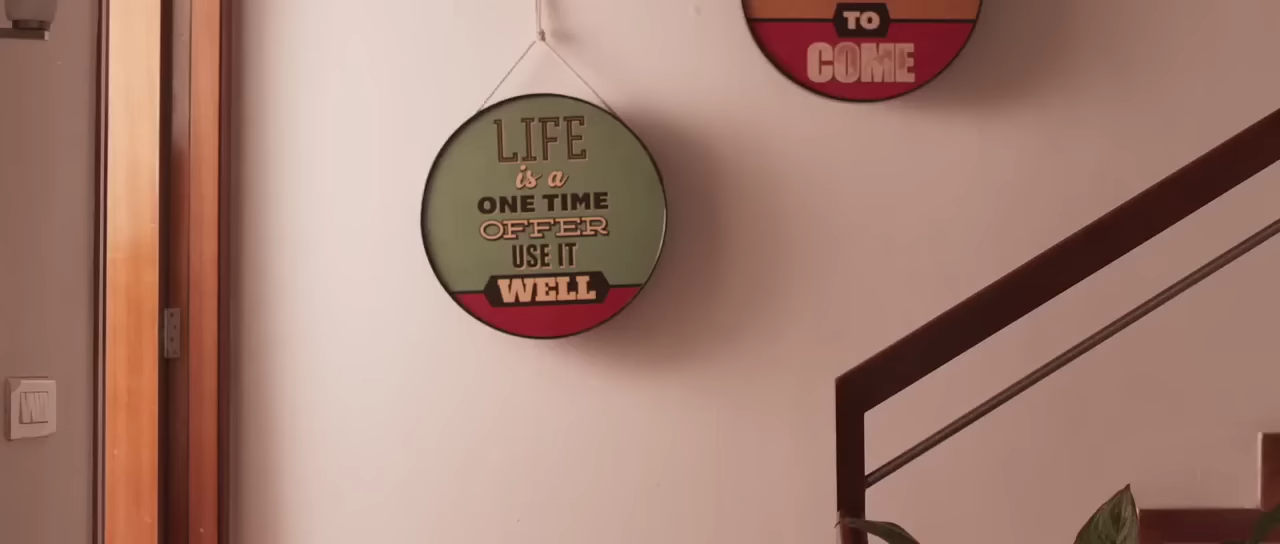 TO
COME
LIFE
is a
ONE TIME
OFFER
USE IT
WELL